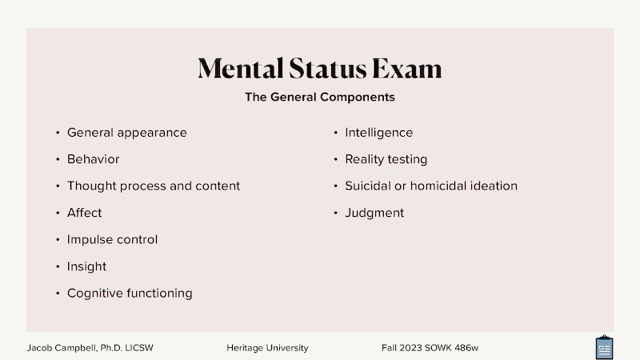 Mental Status Exam
The General Components
• General appearance
• Behavior
• Thought process and content
• Affect
• Impulse control
• Insight
• Cognitive functioning
• Intelligence
• Reality testing
• Suicidal or homicidal ideation
• Judgment
Jacob Campbell, Ph.D. LICSW
Heritage University
Fall 2023 SOWK 486w